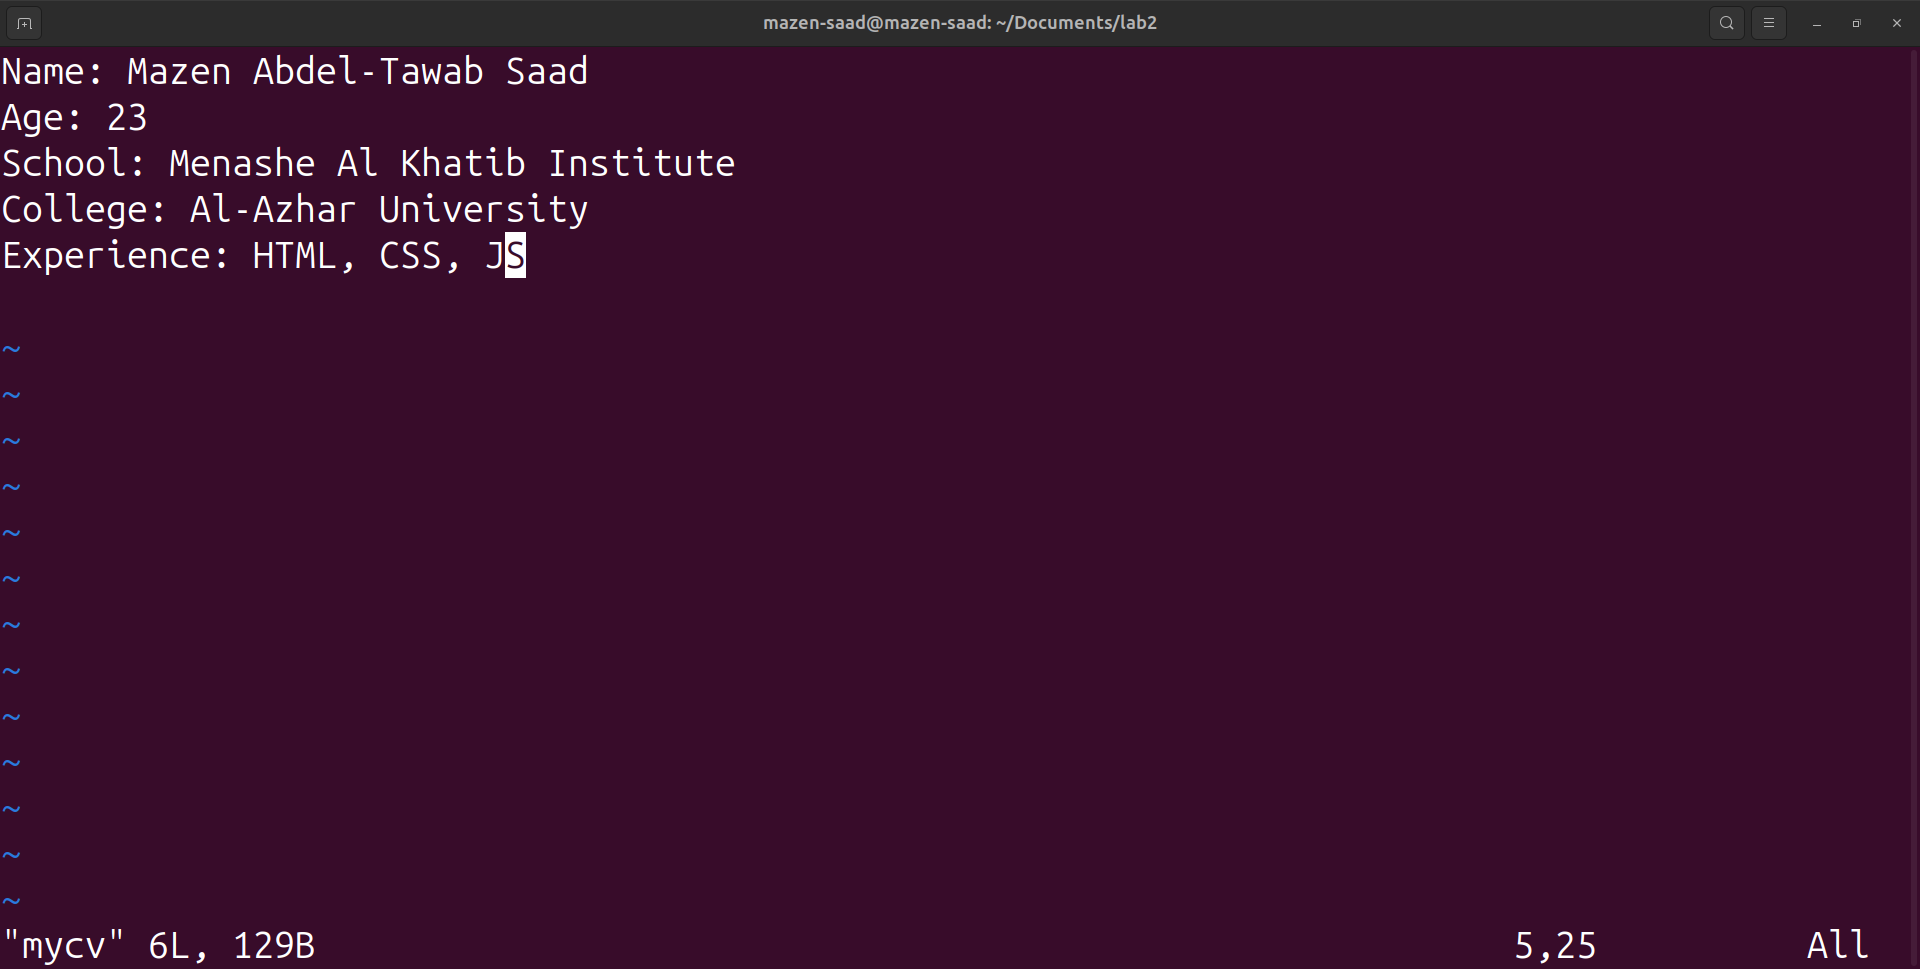 mazen-saad@mazen-saad: ~/Documents/lab2
Name: Mazen Abdel-Tawab Saad
Age: 23
School: Menashe Al Khatib Institute
College: Al-Azhar University
Experience: HTML, CSS, JS
~
~
~
~
~
~
~
~
~
~
~
~
~
"mycv" 6L, 129B 5,25 All